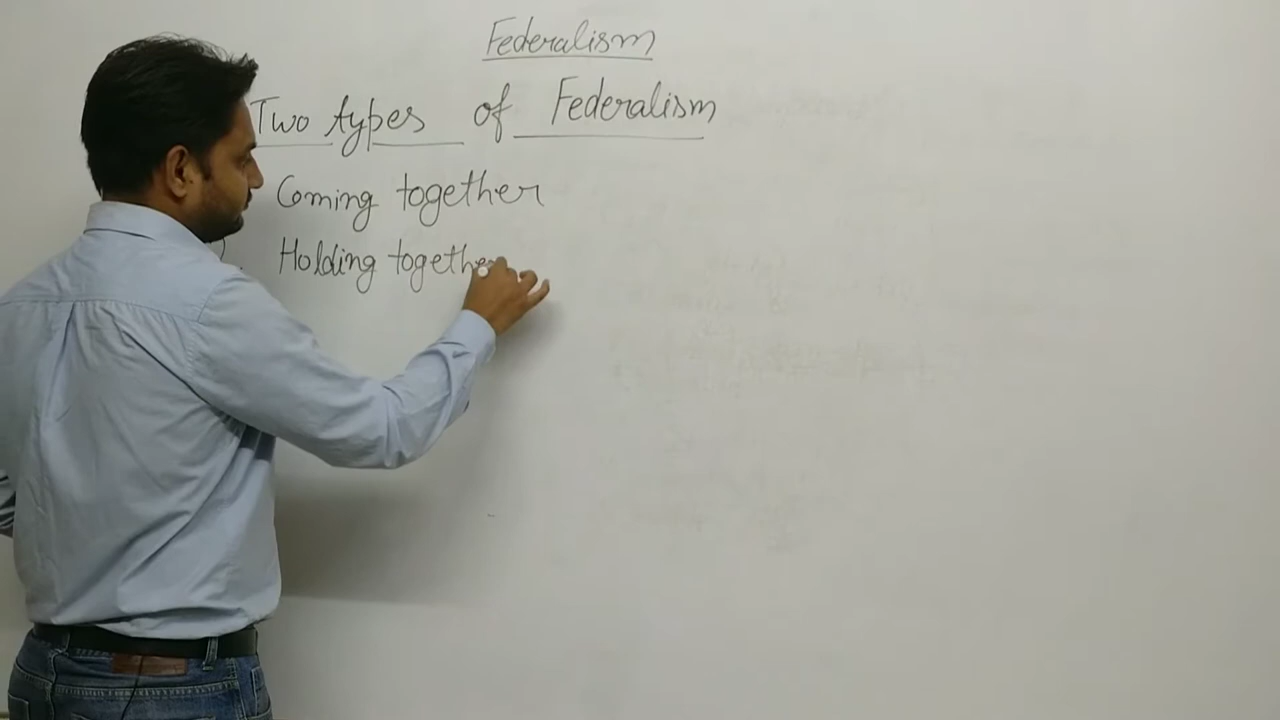 Federalism
Two types of Federalism
Coming together
Holding together